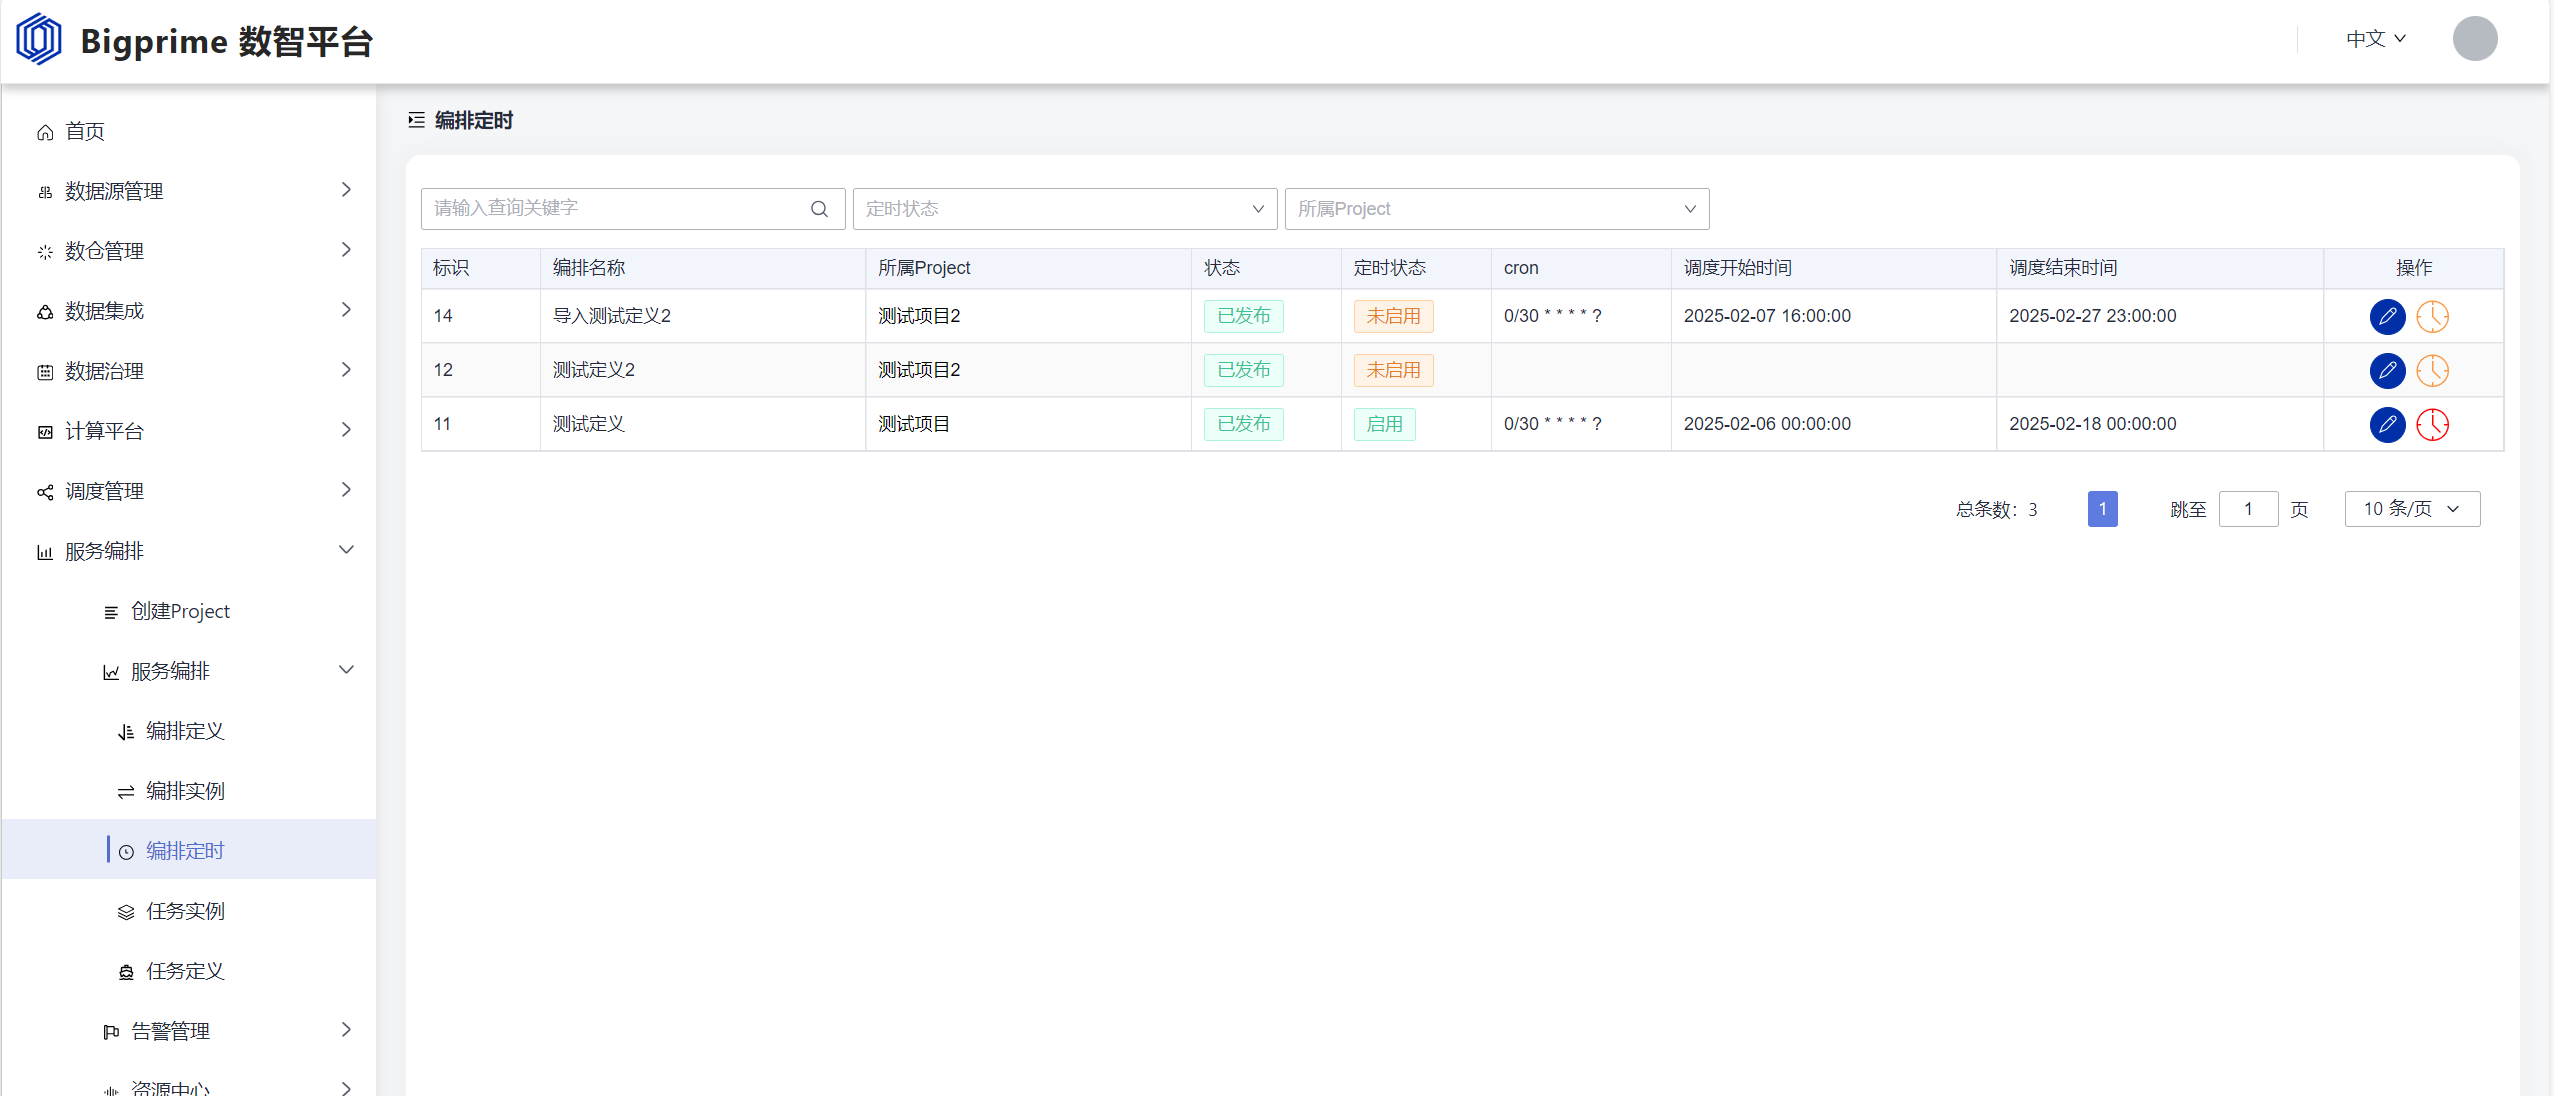 Bigprime 数智平台
中文
首页
数据源管理
数仓管理
数据集成
数据治理
计算平台
调度管理
服务编排
创建Project
服务编排
编排定义
编排实例
编排定时
任务实例
任务定义
告警管理
资源中心
编排定时
请输入查询关键字 定时状态 所属Project
标识 编排名称 所属Project 状态 定时状态 cron 调度开始时间 调度结束时间 操作
14 导入测试定义2 测试项目2 已发布 未启用 0/30 * * * * ? 2025-02-07 16:00:00 2025-02-27 23:00:00
12 测试定义2 测试项目2 已发布 未启用
11 测试定义 测试项目 已发布 启用 0/30 * * * * ? 2025-02-06 00:00:00 2025-02-18 00:00:00
总条数：3 1 跳至 1 页 10 条/页